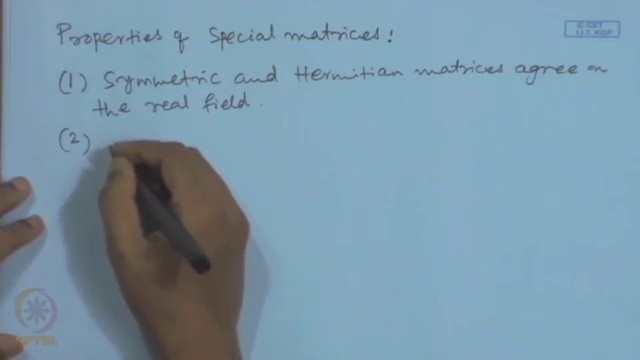 Properties of Special matrices:
© CET
I.I.T. KGP
(1) Symmetric and Hermitian matrices agree on
the real field.
(2)
NPTEL